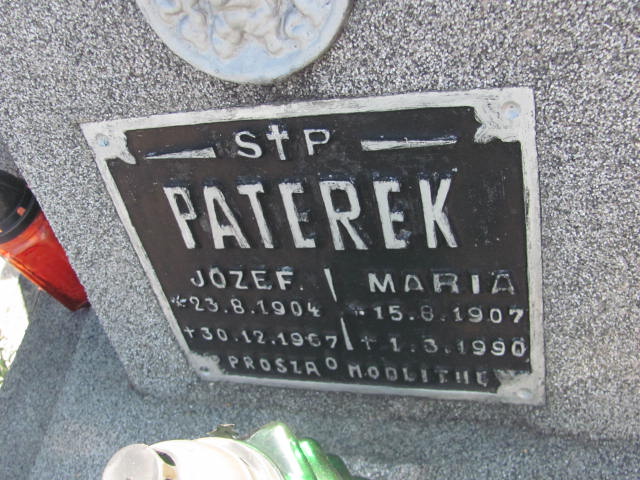 S†P
PATEREK
JÓZEF. MARIA
* 23.8.1904 * 15.8.1907
† 30.12.1967 † 1.3.1990
PROSZĄ O MODLITWĘ